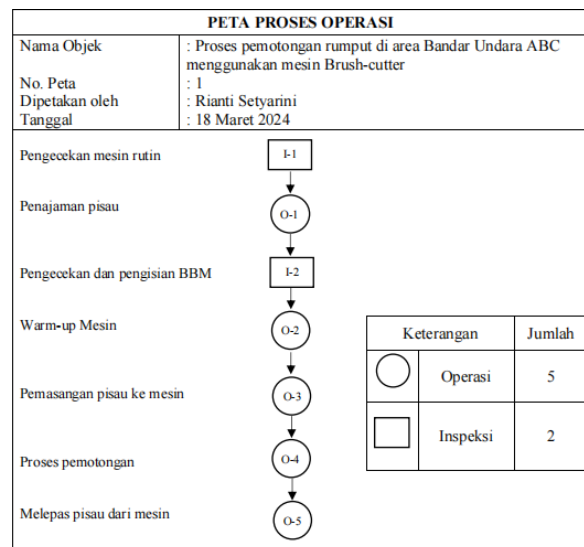 PETA PROSES OPERASI
Nama Objek : Proses pemotongan rumput di area Bandar Undara ABC
menggunakan mesin Brush-cutter
No. Peta : 1
Dipetakan oleh : Rianti Setyarini
Tanggal : 18 Maret 2024
Pengecekan mesin rutin I-1
Penajaman pisau O-1
Pengecekan dan pengisian BBM I-2
Warm-up Mesin O-2
Pemasangan pisau ke mesin O-3
Proses pemotongan O-4
Melepas pisau dari mesin O-5
Keterangan Jumlah
Operasi 5
Inspeksi 2